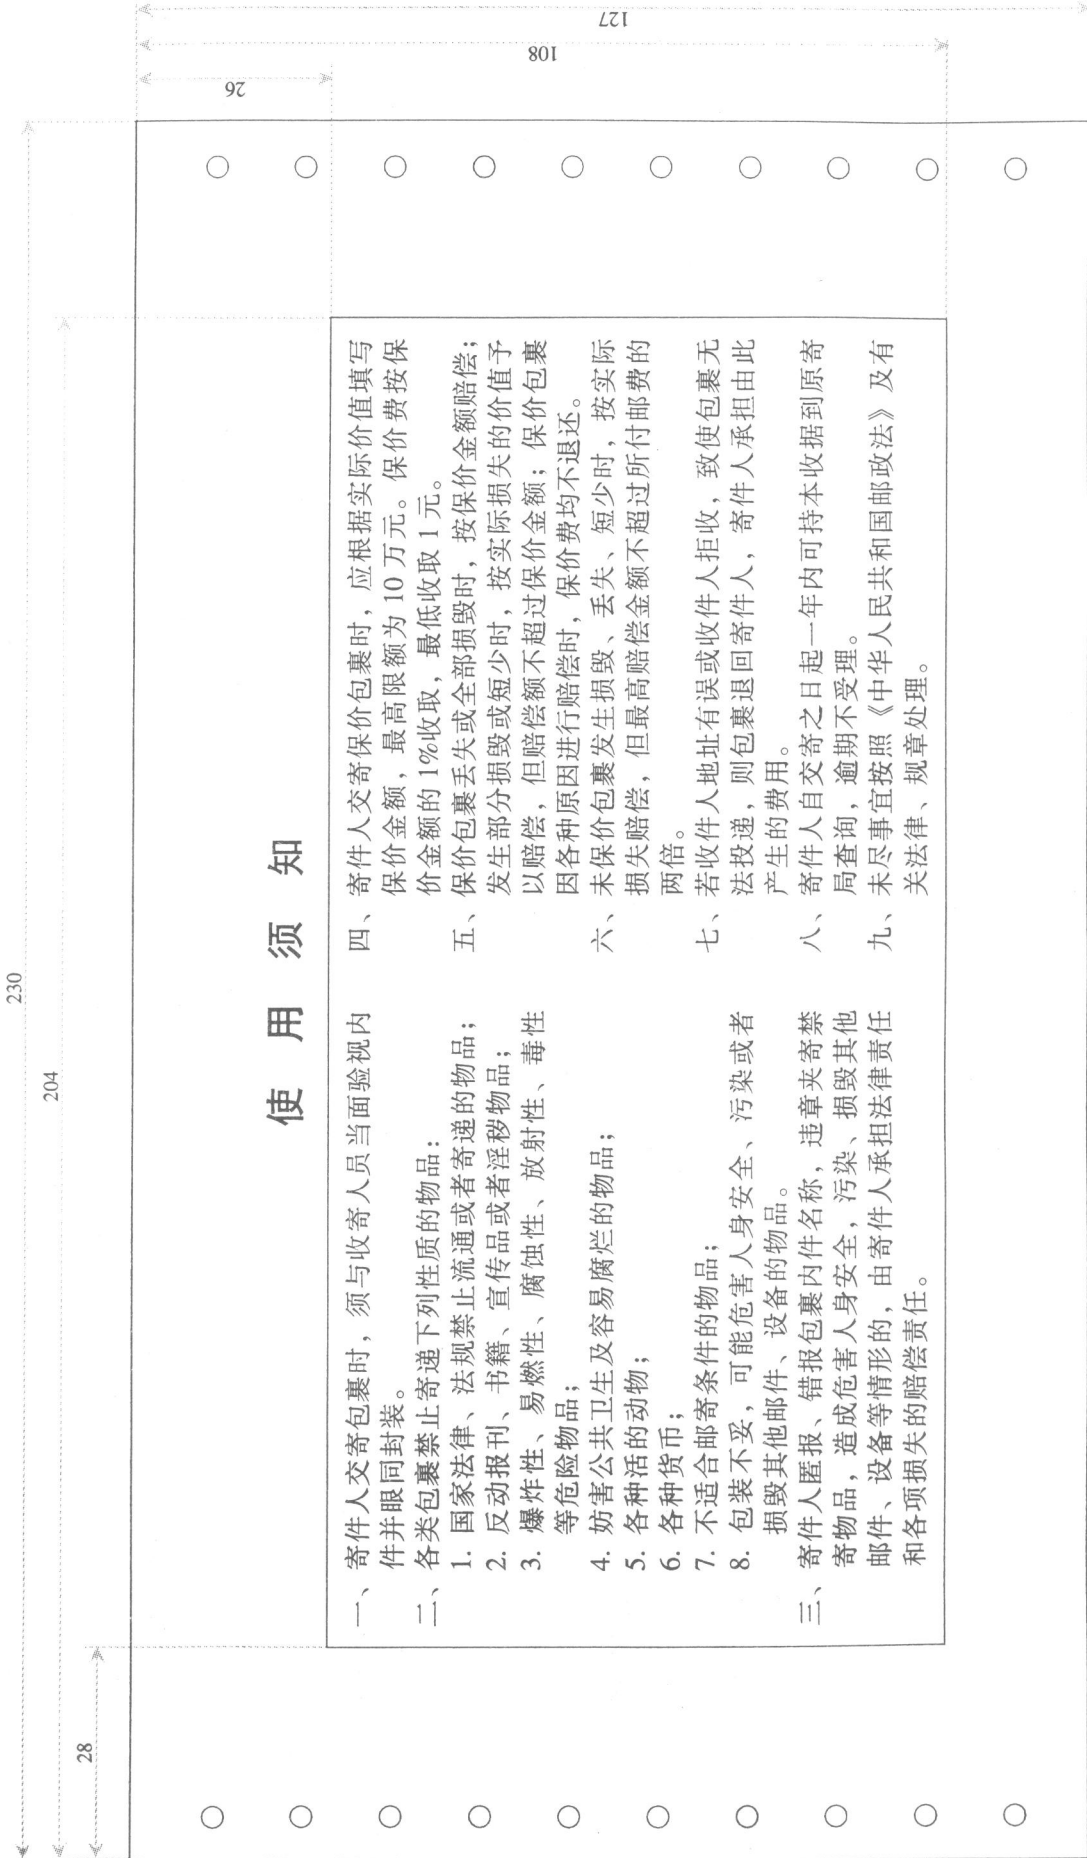 230
204
28
26
108
127
使用须知
一、寄件人交寄包裹时，须与收寄人员当面验视内
件并眼同封装。
二、各类包裹禁止寄递下列性质的物品：
1. 国家法律、法规禁止流通或者寄递的物品；
2. 反动报刊、书籍、宣传品或者淫秽物品；
3. 爆炸性、易燃性、腐蚀性、放射性、毒性
等危险物品；
4. 妨害公共卫生及容易腐烂的物品；
5. 各种活的动物；
6. 各种货币；
7. 不适合邮寄条件的物品；
8. 包装不妥，可能危害人身安全、污染或者
损毁其他邮件、设备的物品。
三、寄件人匿报、错报包裹内件名称，违章夹寄禁
寄物品，造成危害人身安全，污染、损毁其他
邮件、设备等情形的，由寄件人承担法律责任
和各项损失的赔偿责任。
四、寄件人交寄保价包裹时，应根据实际价值填写
保价金额，最高限额为 10 万元。保价费按保
价金额的 1%收取，最低收取 1 元。
五、保价包裹丢失或全部损毁时，按保价金额赔偿；
发生部分损毁或短少时，按实际损失的价值予
以赔偿，但赔偿额不超过保价金额；保价包裹
因各种原因进行赔偿时，保价费均不退还。
六、未保价包裹发生损毁、丢失、短少时，按实际
损失赔偿，但最高赔偿金额不超过所付邮费的
两倍。
七、若收件人地址有误或收件人拒收，致使包裹无
法投递，则包裹退回寄件人，寄件人承担由此
产生的费用。
八、寄件人自交寄之日起一年内可持本收据到原寄
局查询，逾期不受理。
九、未尽事宜按照《中华人民共和国邮政法》及有
关法律、规章处理。